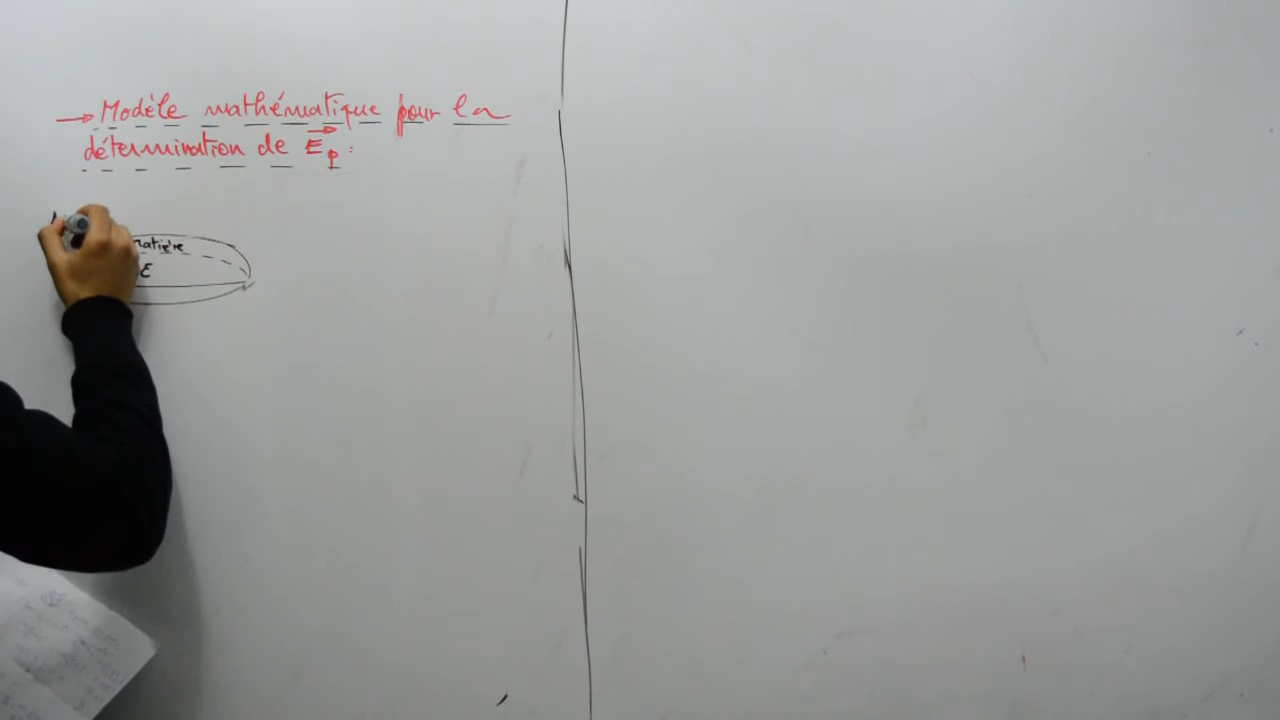 → Modèle mathématique pour la
détermination de E⃗p :
ε